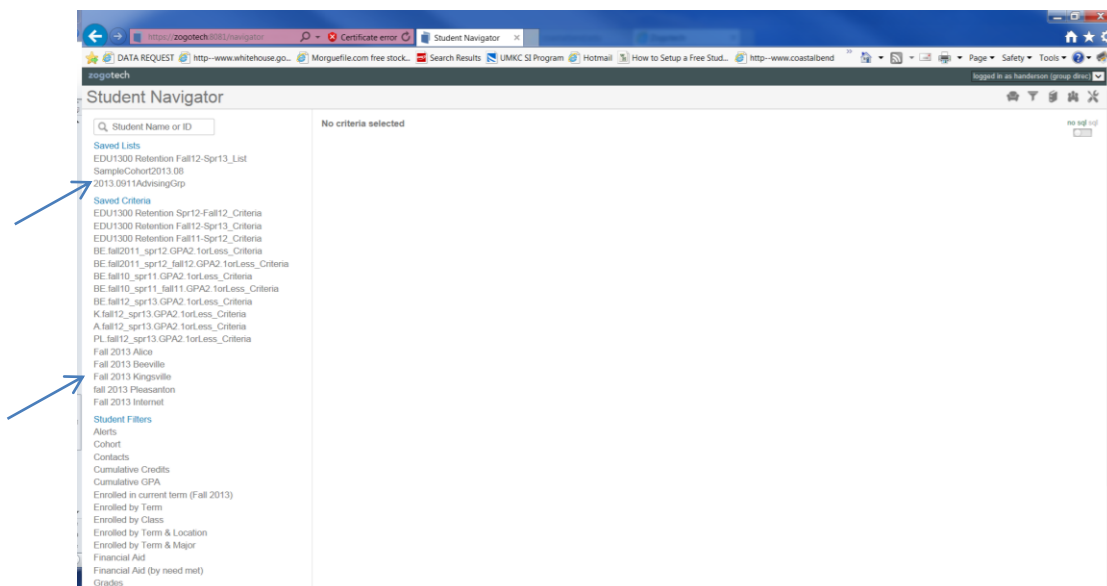 https://zogotech:8081/navigator
Certificate error
Student Navigator
DATA REQUEST
http--www.whitehouse.go...
Morguefile.com free stock...
Search Results
UMKC SI Program
Hotmail
How to Setup a Free Stud...
http--www.coastalbend
Page
Safety
Tools
zogotech
logged in as handerson (group direc)
Student Navigator
Student Name or ID
No criteria selected
no sql sql
Saved Lists
EDU1300 Retention Fall12-Spr13_List
SampleCohort2013.08
2013.0911AdvisingGrp
Saved Criteria
EDU1300 Retention Spr12-Fall12_Criteria
EDU1300 Retention Fall12-Spr13_Criteria
EDU1300 Retention Fall11-Spr12_Criteria
BE.fall2011_spr12.GPA2.1orLess_Criteria
BE.fall2011_spr12_fall12.GPA2.1orLess_Criteria
BE.fall10_spr11.GPA2.1orLess_Criteria
BE.fall10_spr11_fall11.GPA2.1orLess_Criteria
BE.fall12_spr13.GPA2.1orLess_Criteria
K.fall12_spr13.GPA2.1orLess_Criteria
A.fall12_spr13.GPA2.1orLess_Criteria
PL.fall12_spr13.GPA2.1orLess_Criteria
Fall 2013 Alice
Fall 2013 Beeville
Fall 2013 Kingsville
fall 2013 Pleasanton
Fall 2013 Internet
Student Filters
Alerts
Cohort
Contacts
Cumulative Credits
Cumulative GPA
Enrolled in current term (Fall 2013)
Enrolled by Term
Enrolled by Class
Enrolled by Term & Location
Enrolled by Term & Major
Financial Aid
Financial Aid (by need met)
Grades